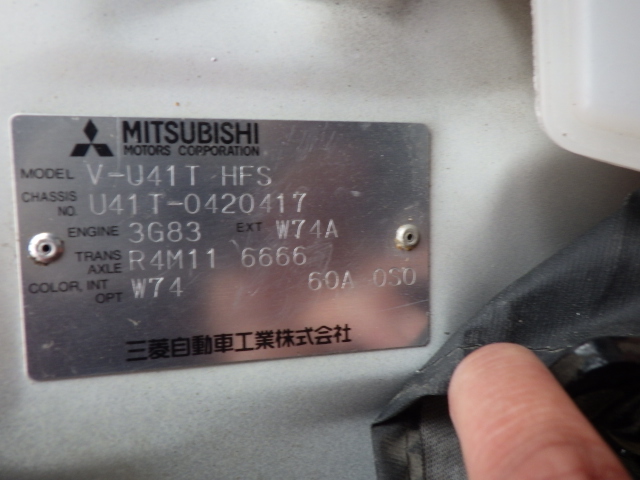 MITSUBISHI
MOTORS CORPORATION
MODEL V-U41T HFS
CHASSIS NO. U41T-0420417
ENGINE 3G83 EXT W74A
TRANS AXLE R4M11 6666
COLOR, INT OPT W74 60A 0S0
三菱自動車工業株式会社